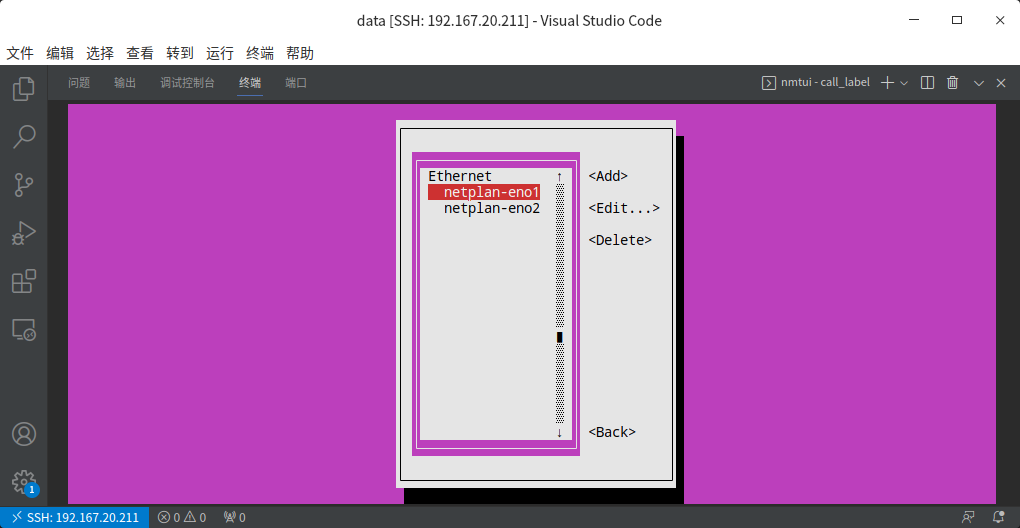 data [SSH: 192.167.20.211] - Visual Studio Code
文件 编辑 选择 查看 转到 运行 终端 帮助
问题 输出 调试控制台 终端 端口 nmtui - call_label
Ethernet ↑ <Add>
netplan-eno1
netplan-eno2 <Edit...>
<Delete>
↓ <Back>
1
SSH: 192.167.20.211 0 0 0